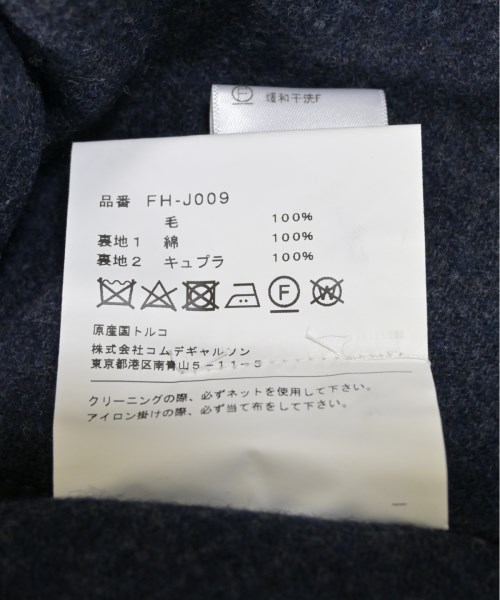 F 缓和干洗F
品番 FH-J009
毛 100%
裏地1 綿 100%
裏地2 キュプラ 100%
F W
原産国トルコ
株式会社コムデギャルソン
東京都港区南青山5-11-5
クリーニングの際、必ずネットを使用して下さい。
アイロン掛けの際、必ず当て布をして下さい。